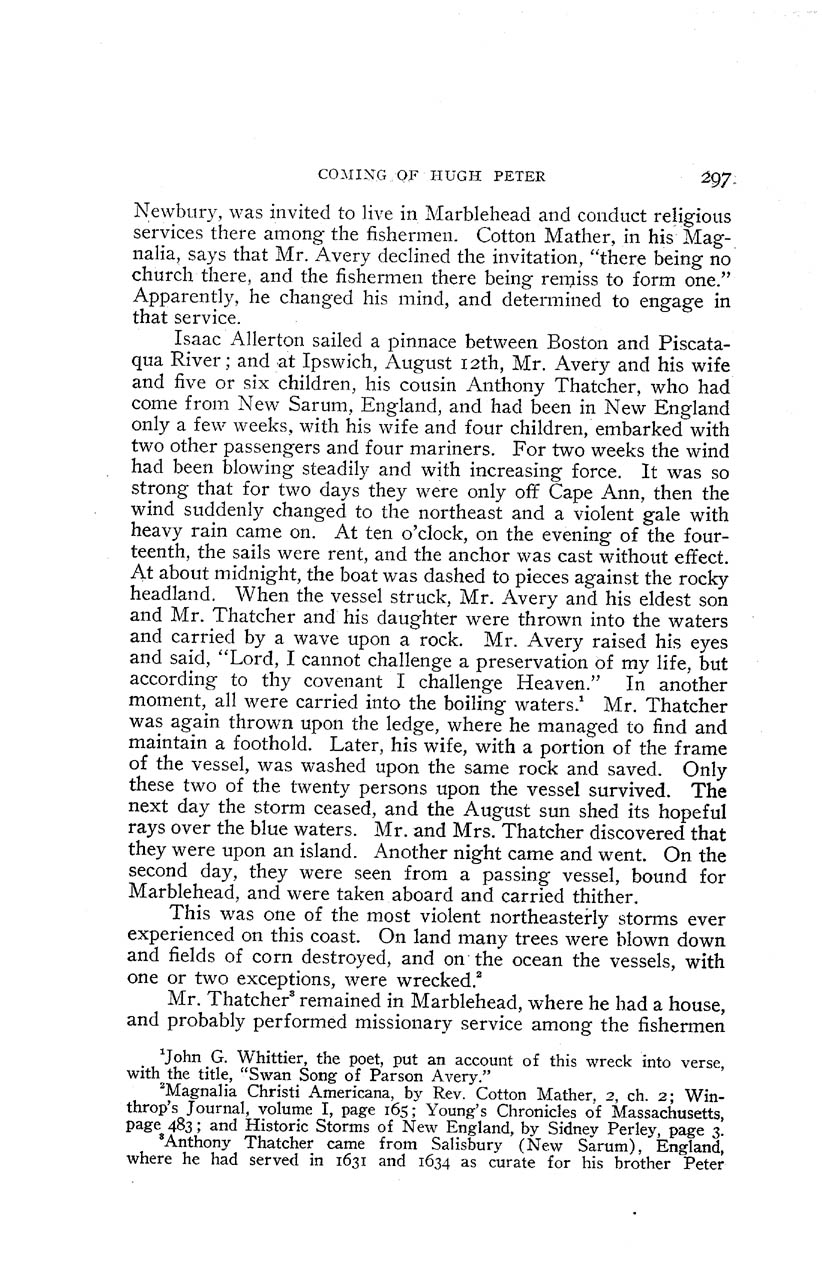 COMING OF HUGH PETER 297
Newbury, was invited to live in Marblehead and conduct religious
services there among the fishermen. Cotton Mather, in his Mag-
nalia, says that Mr. Avery declined the invitation, “there being no
church there, and the fishermen there being remiss to form one.”
Apparently, he changed his mind, and determined to engage in
that service.
Isaac Allerton sailed a pinnace between Boston and Piscata-
qua River; and at Ipswich, August 12th, Mr. Avery and his wife
and five or six children, his cousin Anthony Thatcher, who had
come from New Sarum, England, and had been in New England
only a few weeks, with his wife and four children, embarked with
two other passengers and four mariners. For two weeks the wind
had been blowing steadily and with increasing force. It was so
strong that for two days they were only off Cape Ann, then the
wind suddenly changed to the northeast and a violent gale with
heavy rain came on. At ten o’clock, on the evening of the four-
teenth, the sails were rent, and the anchor was cast without effect.
At about midnight, the boat was dashed to pieces against the rocky
headland. When the vessel struck, Mr. Avery and his eldest son
and Mr. Thatcher and his daughter were thrown into the waters
and carried by a wave upon a rock. Mr. Avery raised his eyes
and said, “Lord, I cannot challenge a preservation of my life, but
according to thy covenant I challenge Heaven.” In another
moment, all were carried into the boiling waters.¹ Mr. Thatcher
was again thrown upon the ledge, where he managed to find and
maintain a foothold. Later, his wife, with a portion of the frame
of the vessel, was washed upon the same rock and saved. Only
these two of the twenty persons upon the vessel survived. The
next day the storm ceased, and the August sun shed its hopeful
rays over the blue waters. Mr. and Mrs. Thatcher discovered that
they were upon an island. Another night came and went. On the
second day, they were seen from a passing vessel, bound for
Marblehead, and were taken aboard and carried thither.
This was one of the most violent northeasterly storms ever
experienced on this coast. On land many trees were blown down
and fields of corn destroyed, and on the ocean the vessels, with
one or two exceptions, were wrecked.²
Mr. Thatcher³ remained in Marblehead, where he had a house,
and probably performed missionary service among the fishermen
¹John G. Whittier, the poet, put an account of this wreck into verse,
with the title, “Swan Song of Parson Avery.”
²Magnalia Christi Americana, by Rev. Cotton Mather, 2, ch. 2; Win-
throp’s Journal, volume I, page 165; Young’s Chronicles of Massachusetts,
page 483; and Historic Storms of New England, by Sidney Perley, page 3.
³Anthony Thatcher came from Salisbury (New Sarum), England,
where he had served in 1631 and 1634 as curate for his brother Peter